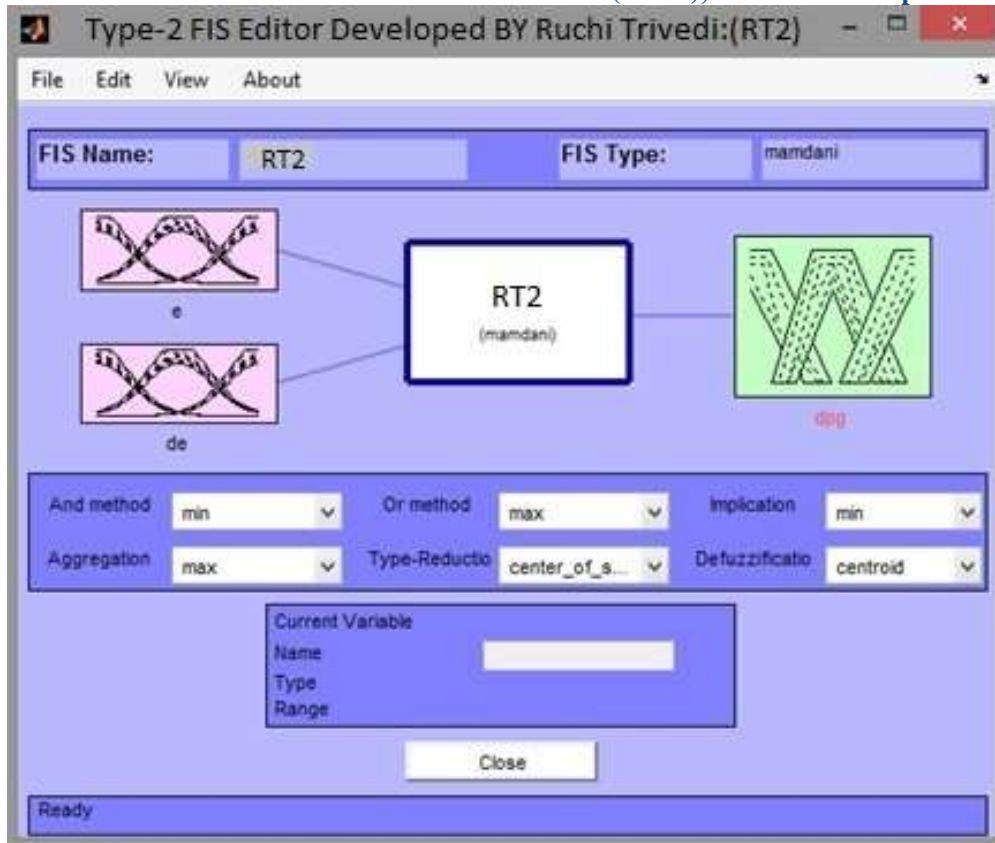 Type-2 FIS Editor Developed BY Ruchi Trivedi:(RT2)
File Edit View About
FIS Name: RT2 FIS Type: mamdani
e
RT2
(mamdani)
de
dpg
And method min Or method max Implication min
Aggregation max Type-Reductio center_of_s... Defuzzificatio centroid
Current Variable
Name
Type
Range
Close
Ready